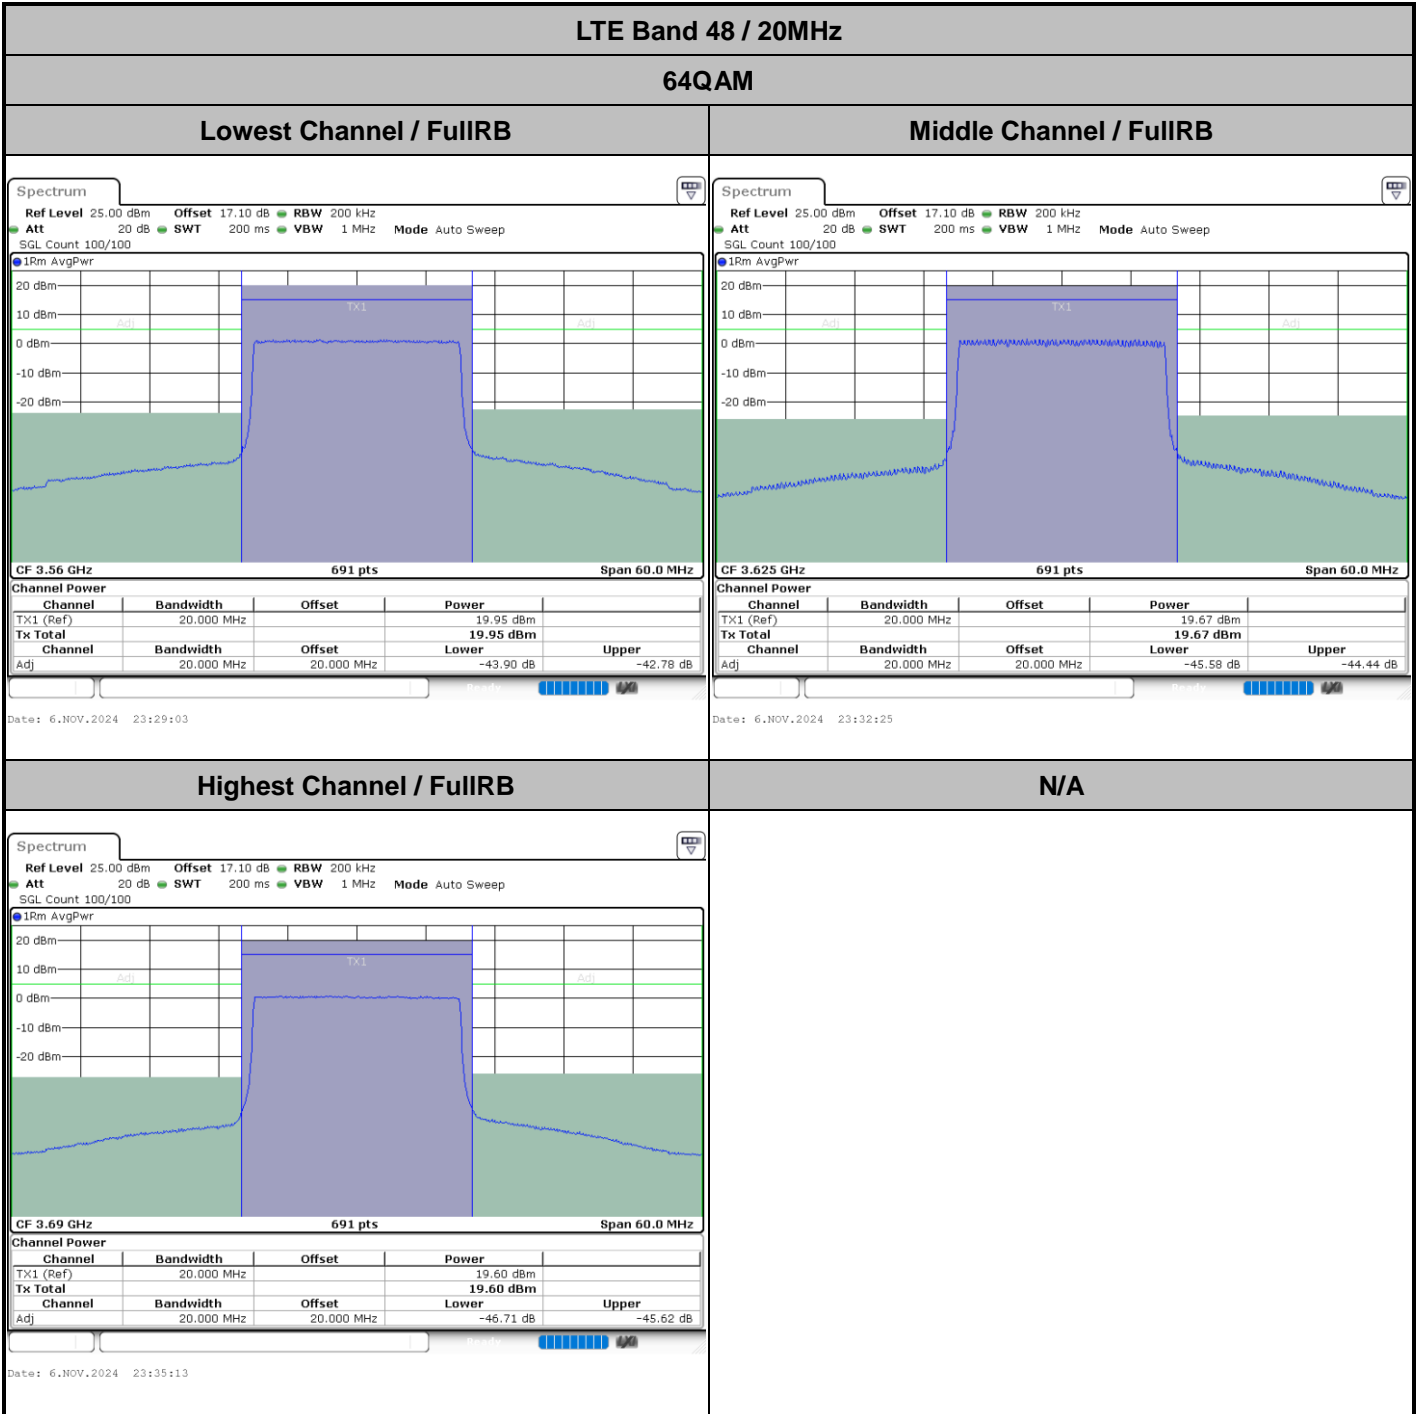 LTE Band 48 / 20MHz
64QAM
Lowest Channel / FullRB
Middle Channel / FullRB
Spectrum
Ref Level 25.00 dBm Offset 17.10 dB RBW 200 kHz
Att 20 dB SWT 200 ms VBW 1 MHz Mode Auto Sweep
SGL Count 100/100
1Rm AvgPwr
20 dBm
TX1
10 dBm
Adj
Adj
0 dBm
-10 dBm
-20 dBm
CF 3.56 GHz 691 pts Span 60.0 MHz
Channel Power
Channel Bandwidth Offset Power
TX1 (Ref) 20.000 MHz 19.95 dBm
Tx Total 19.95 dBm
Channel Bandwidth Offset Lower Upper
Adj 20.000 MHz 20.000 MHz -43.90 dB -42.78 dB
Ready
Date: 6.NOV.2024 23:29:03
Spectrum
Ref Level 25.00 dBm Offset 17.10 dB RBW 200 kHz
Att 20 dB SWT 200 ms VBW 1 MHz Mode Auto Sweep
SGL Count 100/100
1Rm AvgPwr
20 dBm
TX1
10 dBm
Adj
Adj
0 dBm
-10 dBm
-20 dBm
CF 3.625 GHz 691 pts Span 60.0 MHz
Channel Power
Channel Bandwidth Offset Power
TX1 (Ref) 20.000 MHz 19.67 dBm
Tx Total 19.67 dBm
Channel Bandwidth Offset Lower Upper
Adj 20.000 MHz 20.000 MHz -45.58 dB -44.44 dB
Ready
Date: 6.NOV.2024 23:32:25
Highest Channel / FullRB
N/A
Spectrum
Ref Level 25.00 dBm Offset 17.10 dB RBW 200 kHz
Att 20 dB SWT 200 ms VBW 1 MHz Mode Auto Sweep
SGL Count 100/100
1Rm AvgPwr
20 dBm
TX1
10 dBm
Adj
Adj
0 dBm
-10 dBm
-20 dBm
CF 3.69 GHz 691 pts Span 60.0 MHz
Channel Power
Channel Bandwidth Offset Power
TX1 (Ref) 20.000 MHz 19.60 dBm
Tx Total 19.60 dBm
Channel Bandwidth Offset Lower Upper
Adj 20.000 MHz 20.000 MHz -46.71 dB -45.62 dB
Ready
Date: 6.NOV.2024 23:35:13